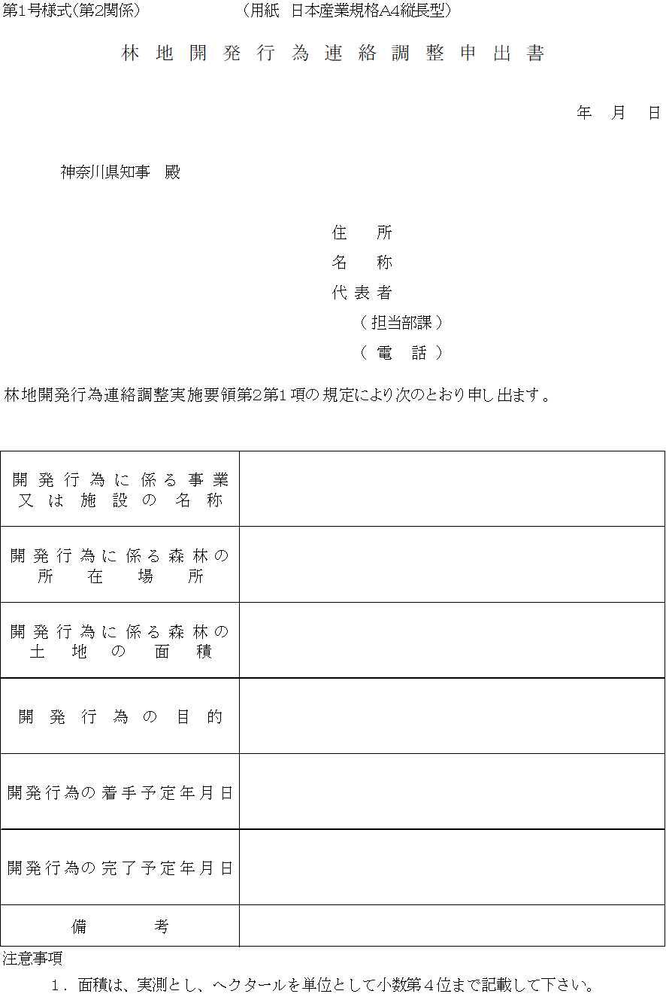 第1号様式(第2関係)　　　　　　　(用紙　日本産業規格A4縦長型)
林地開発行為連絡調整申出書
年　月　日
神奈川県知事　殿
住　所
名　称
代表者
(担当部課)
(電　話)
林地開発行為連絡調整実施要領第2第1項の規定により次のとおり申し出ます。
開発行為に係る事業
又は施設の名称
開発行為に係る森林の
所在場所
開発行為に係る森林の
土地の面積
開発行為の目的
開発行為の着手予定年月日
開発行為の完了予定年月日
備　考
注意事項
1. 面積は、実測とし、ヘクタールを単位として小数第4位まで記載して下さい。